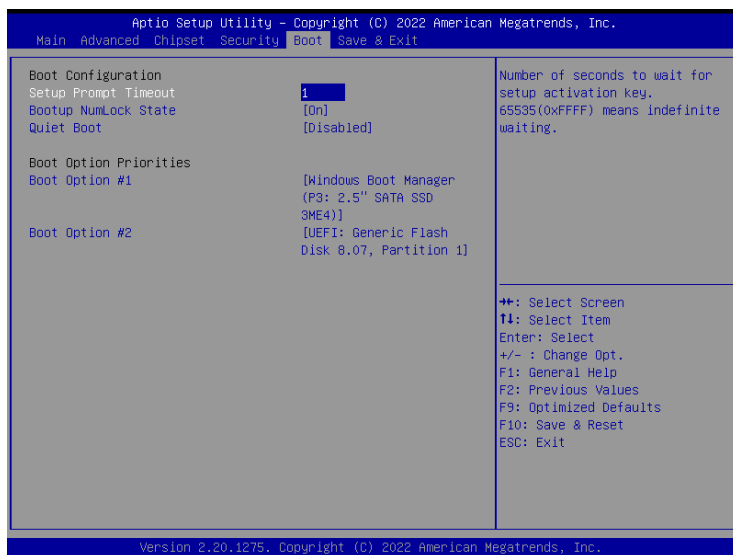 Aptio Setup Utility – Copyright (C) 2022 American Megatrends, Inc.
Main Advanced Chipset Security Boot Save & Exit
Boot Configuration
Setup Prompt Timeout 1
Bootup NumLock State [On]
Quiet Boot [Disabled]
Boot Option Priorities
Boot Option #1 [Windows Boot Manager
(P3: 2.5" SATA SSD
3ME4)]
Boot Option #2 [UEFI: Generic Flash
Disk 8.07, Partition 1]
Number of seconds to wait for
setup activation key.
65535(0xFFFF) means indefinite
waiting.
→←: Select Screen
↑↓: Select Item
Enter: Select
+/- : Change Opt.
F1: General Help
F2: Previous Values
F9: Optimized Defaults
F10: Save & Reset
ESC: Exit
Version 2.20.1275. Copyright (C) 2022 American Megatrends, Inc.